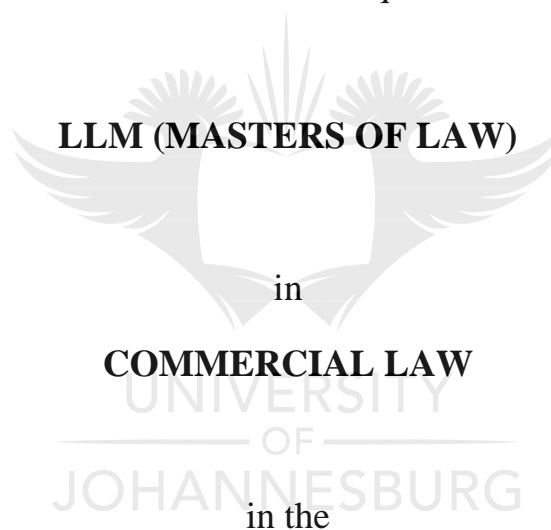 LLM (MASTERS OF LAW)
in
COMMERCIAL LAW
UNIVERSITY
OF
JOHANNESBURG
in the